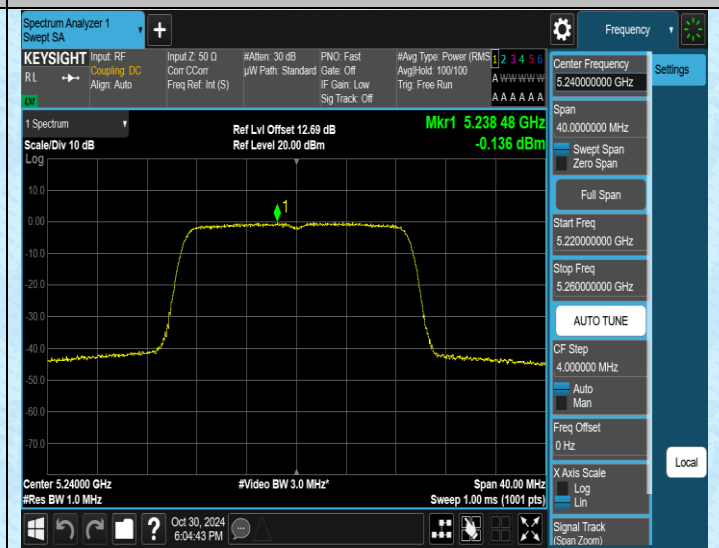 Spectrum Analyzer 1
Swept SA
Frequency
KEYSIGHT
R L
Input: RF
Coupling: DC
Align: Auto
Input Z: 50 Ω
Corr CCorr
Freq Ref: Int (S)
#Atten: 30 dB
µW Path: Standard
PNO: Fast
Gate: Off
IF Gain: Low
Sig Track: Off
#Avg Type: Power (RMS
Avg|Hold: 100/100
Trig: Free Run
1 2 3 4 5 6
A W W W W W
A A A A A A
1 Spectrum
Scale/Div 10 dB
Log
Ref Lvl Offset 12.69 dB
Ref Level 20.00 dBm
Mkr1 5.238 48 GHz
-0.136 dBm
1
10.0
0.00
-10.0
-20.0
-30.0
-40.0
-50.0
-60.0
-70.0
Center 5.24000 GHz
#Res BW 1.0 MHz
#Video BW 3.0 MHz*
Span 40.00 MHz
Sweep 1.00 ms (1001 pts)
Oct 30, 2024
6:04:43 PM
Center Frequency
5.240000000 GHz
Span
40.0000000 MHz
Swept Span
Zero Span
Full Span
Start Freq
5.220000000 GHz
Stop Freq
5.260000000 GHz
AUTO TUNE
CF Step
4.000000 MHz
Auto
Man
Freq Offset
0 Hz
X Axis Scale
Log
Lin
Signal Track
(Span Zoom)
Settings
Local